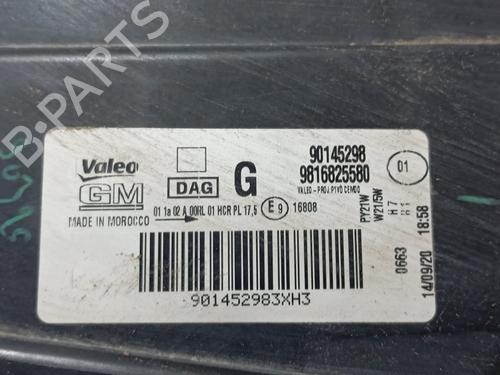 B-PARTS
Valeo
GM
DAG
G
90145298
9816825580
VALEO - PROJ P1V0 CEMDO
01
01 1a 02 A 00RL 01 HCR PL 17,5
E9 16808
MADE IN MOROCCO
PY21W
W21/5W
H7
H1
0663
14/09/20 18:58
901452983XH3